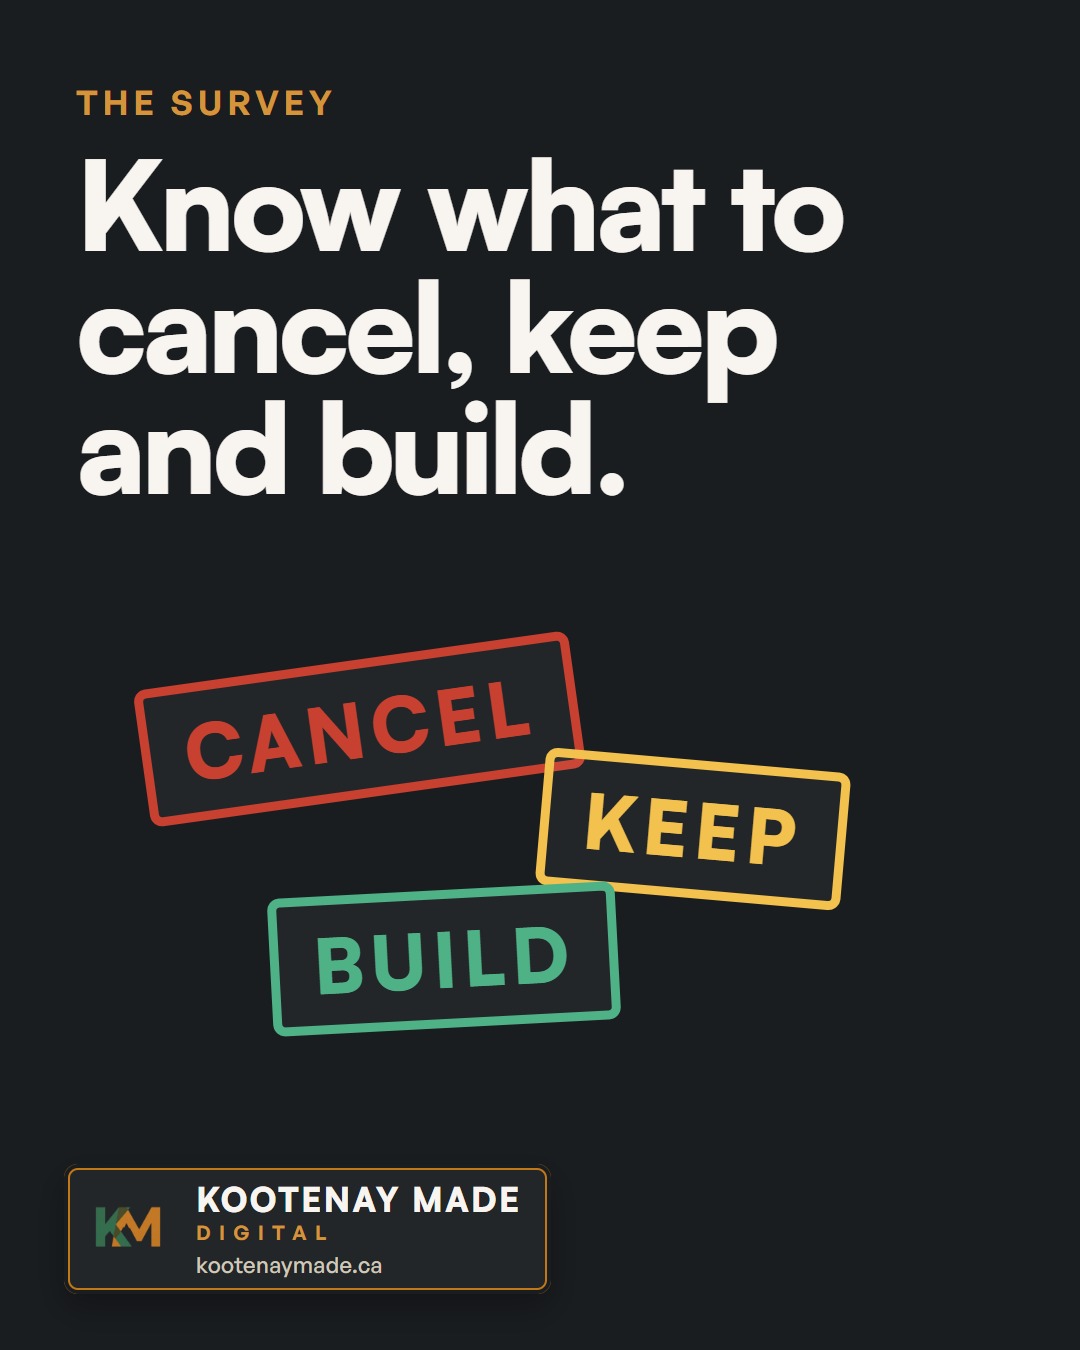 THE SURVEY
Know what to
cancel, keep
and build.
CANCEL
KEEP
BUILD
KM
KOOTENAY MADE
DIGITAL
kootenaymade.ca